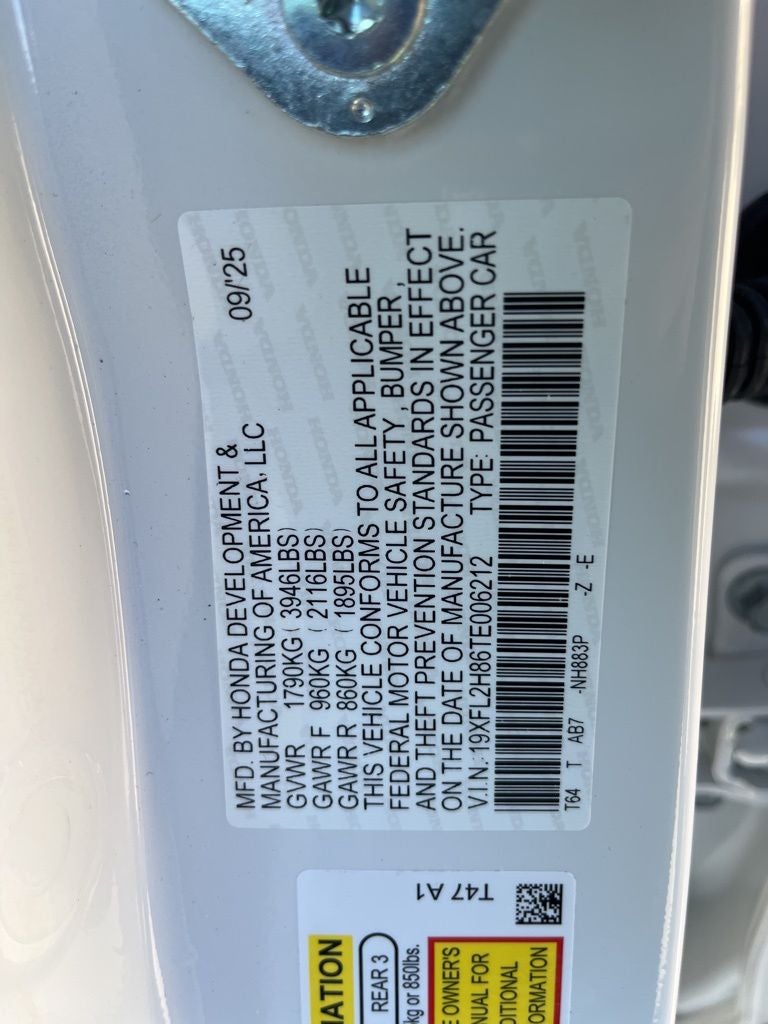 MFD. BY HONDA DEVELOPMENT & 09/'25
MANUFACTURING OF AMERICA, LLC
GVWR 1790KG ( 3946LBS)
GAWR F 960KG ( 2116LBS)
GAWR R 860KG ( 1895LBS)
THIS VEHICLE CONFORMS TO ALL APPLICABLE
FEDERAL MOTOR VEHICLE SAFETY , BUMPER ,
AND THEFT PREVENTION STANDARDS IN EFFECT
ON THE DATE OF MANUFACTURE SHOWN ABOVE.
V.I.N.:19XFL2H86TE006212 TYPE: PASSENGER CAR
T64 T AB7 -NH883P -Z -E
T47 A1
MATION
REAR 3
kg or 850lbs.
E OWNER'S
NUAL FOR
DITIONAL
ORMATION